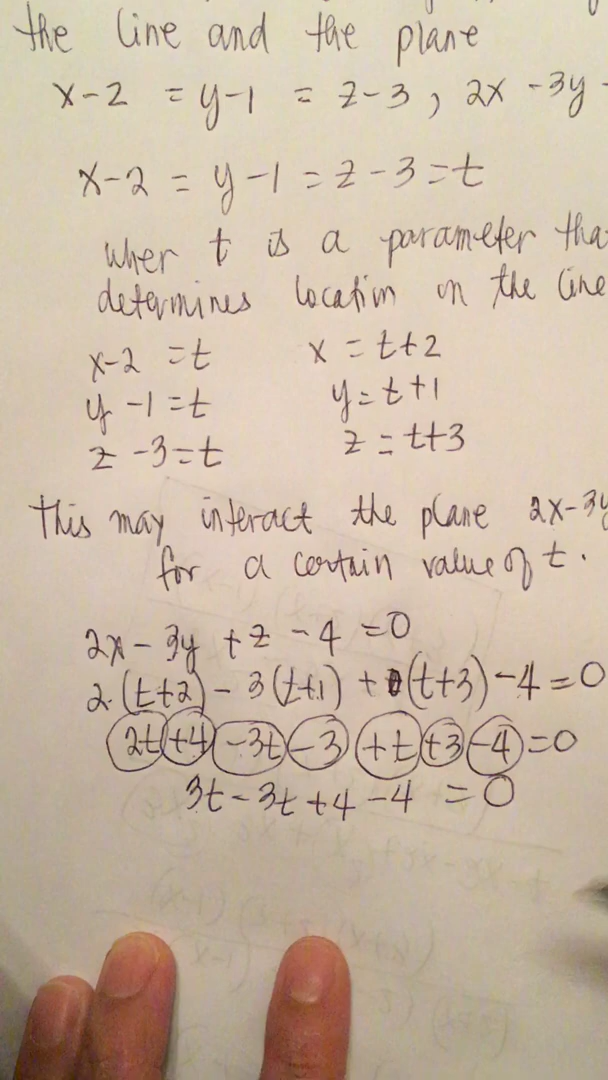 the line and the plane
x-2 = y-1 = z-3, 2x -3y
x-2 = y-1 = z-3 = t
wher t is a parameter tha
determines location on the line
x-2 = t x = t+2
y -1 = t y = t+1
z -3 = t z = t+3
this may interact the plane 2x-3y
for a certain value of t.
2x - 3y + z - 4 = 0
2.(t+2) - 3(t+1) + (t+3) - 4 = 0
2t +4 -3t -3 +t +3 -4 = 0
3t - 3t + 4 - 4 = 0